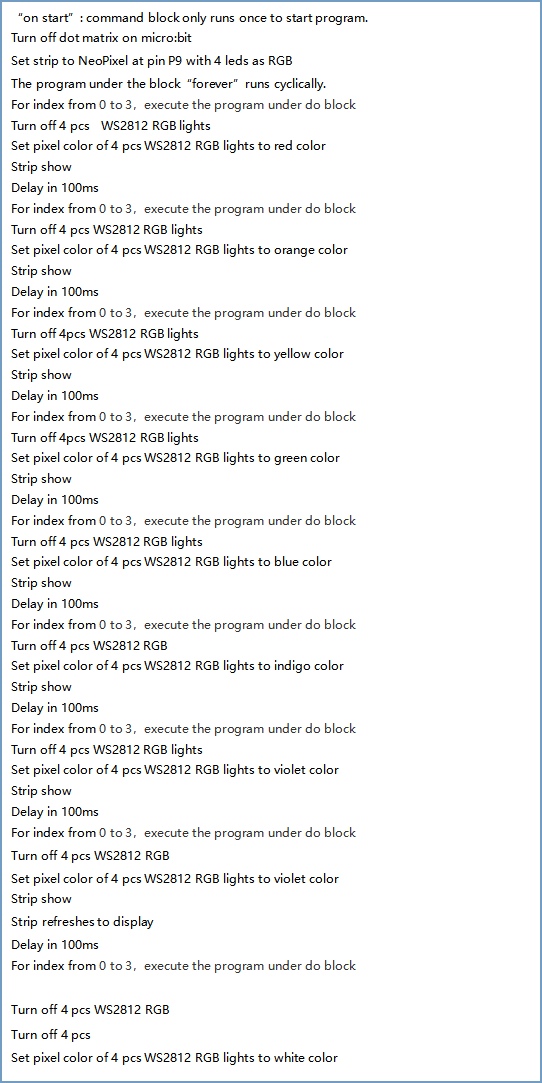 “on start”: command block only runs once to start program.
Turn off dot matrix on micro:bit
Set strip to NeoPixel at pin P9 with 4 leds as RGB
The program under the block “forever” runs cyclically.
For index from 0 to 3，execute the program under do block
Turn off 4 pcs WS2812 RGB lights
Set pixel color of 4 pcs WS2812 RGB lights to red color
Strip show
Delay in 100ms
For index from 0 to 3，execute the program under do block
Turn off 4 pcs WS2812 RGB lights
Set pixel color of 4 pcs WS2812 RGB lights to orange color
Strip show
Delay in 100ms
For index from 0 to 3，execute the program under do block
Turn off 4pcs WS2812 RGB lights
Set pixel color of 4 pcs WS2812 RGB lights to yellow color
Strip show
Delay in 100ms
For index from 0 to 3，execute the program under do block
Turn off 4pcs WS2812 RGB lights
Set pixel color of 4 pcs WS2812 RGB lights to green color
Strip show
Delay in 100ms
For index from 0 to 3，execute the program under do block
Turn off 4 pcs WS2812 RGB lights
Set pixel color of 4 pcs WS2812 RGB lights to blue color
Strip show
Delay in 100ms
For index from 0 to 3，execute the program under do block
Turn off 4 pcs WS2812 RGB
Set pixel color of 4 pcs WS2812 RGB lights to indigo color
Strip show
Delay in 100ms
For index from 0 to 3，execute the program under do block
Turn off 4 pcs WS2812 RGB lights
Set pixel color of 4 pcs WS2812 RGB lights to violet color
Strip show
Delay in 100ms
For index from 0 to 3，execute the program under do block
Turn off 4 pcs WS2812 RGB
Set pixel color of 4 pcs WS2812 RGB lights to violet color
Strip show
Strip refreshes to display
Delay in 100ms
For index from 0 to 3，execute the program under do block
Turn off 4 pcs WS2812 RGB
Turn off 4 pcs
Set pixel color of 4 pcs WS2812 RGB lights to white color